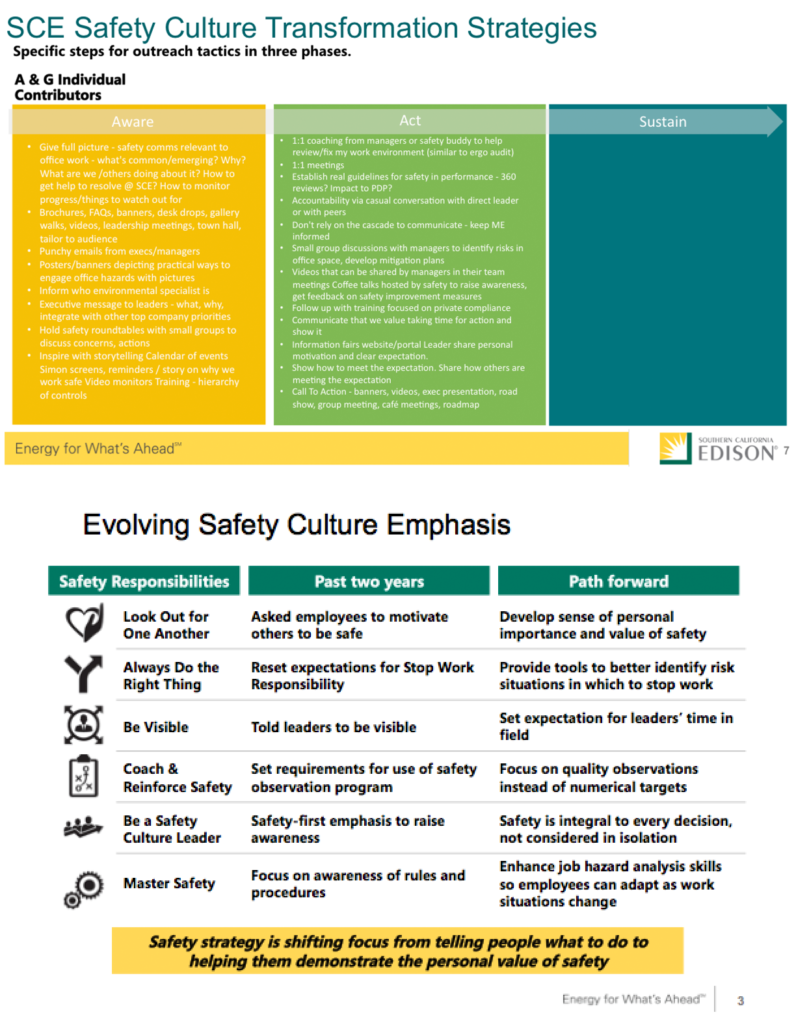 SCE Safety Culture Transformation Strategies
Specific steps for outreach tactics in three phases.
A & G Individual
Contributors
Aware
• Give full picture - safety comms relevant to
office work - what's common/emerging? Why?
What are we /others doing about it? How to
get help to resolve @ SCE? How to monitor
progress/things to watch out for
• Brochures, FAQs, banners, desk drops, gallery
walks, videos, leadership meetings, town hall,
tailor to audience
• Punchy emails from execs/managers
• Posters/banners depicting practical ways to
engage office hazards with pictures
• Inform who environmental specialist is
• Executive message to leaders - what, why,
integrate with other top company priorities
• Hold safety roundtables with small groups to
discuss concerns, actions
• Inspire with storytelling Calendar of events
Simon screens, reminders / story on why we
work safe Video monitors Training - hierarchy
of controls
Act
• 1:1 coaching from managers or safety buddy to help
review/fix my work environment (similar to ergo audit)
• 1:1 meetings
• Establish real guidelines for safety in performance - 360
reviews? Impact to PDP?
• Accountability via casual conversation with direct leader
or with peers
• Don't rely on the cascade to communicate - keep ME
informed
• Small group discussions with managers to identify risks in
office space, develop mitigation plans
• Videos that can be shared by managers in their team
meetings Coffee talks hosted by safety to raise awareness,
get feedback on safety improvement measures
• Follow up with training focused on private compliance
• Communicate that we value taking time for action and
show it
• Information fairs website/portal Leader share personal
motivation and clear expectation.
• Show how to meet the expectation. Share how others are
meeting the expectation
• Call To Action - banners, videos, exec presentation, road
show, group meeting, café meetings, roadmap
Sustain
Energy for What's Ahead℠
SOUTHERN CALIFORNIA
EDISON® 7
Evolving Safety Culture Emphasis
Safety Responsibilities
Past two years
Path forward
Look Out for
One Another
Asked employees to motivate
others to be safe
Develop sense of personal
importance and value of safety
Always Do the
Right Thing
Reset expectations for Stop Work
Responsibility
Provide tools to better identify risk
situations in which to stop work
Be Visible
Told leaders to be visible
Set expectation for leaders' time in
field
Coach &
Reinforce Safety
Set requirements for use of safety
observation program
Focus on quality observations
instead of numerical targets
Be a Safety
Culture Leader
Safety-first emphasis to raise
awareness
Safety is integral to every decision,
not considered in isolation
Master Safety
Focus on awareness of rules and
procedures
Enhance job hazard analysis skills
so employees can adapt as work
situations change
Safety strategy is shifting focus from telling people what to do to
helping them demonstrate the personal value of safety
Energy for What's Ahead℠ 3